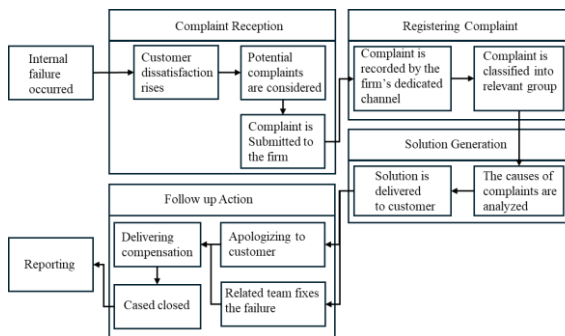 Complaint Reception
Internal
failure
occurred
Customer
dissatisfaction
rises
Potential
complaints
are considered
Complaint is
Submitted to
the firm
Registering Complaint
Complaint is
recorded by the
firm's dedicated
channel
Complaint is
classified into
relevant group
Solution Generation
The causes of
complaints are
analyzed
Solution is
delivered
to customer
Follow up Action
Apologizing to
customer
Related team fixes
the failure
Delivering
compensation
Cased closed
Reporting